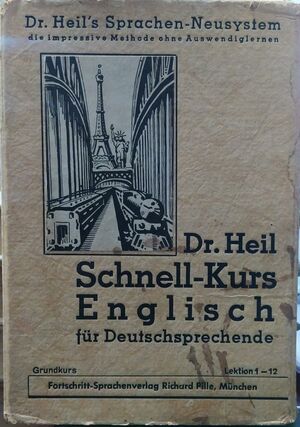 Dr. Heil's Sprachen-Neusystem
die impressive Methode ohne Auswendiglernen
Dr. Heil
Schnell-Kurs
Englisch
für Deutschsprechende
Grundkurs Lektion 1-12
Fortschritt-Sprachenverlag Richard Pille, München